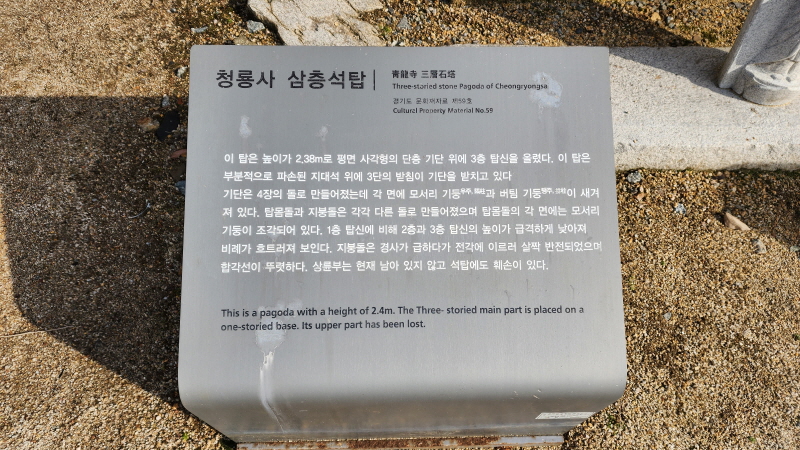 청룡사 삼층석탑
靑龍寺 三層石塔
Three-storied stone Pagoda of Cheongryongsa
경기도 문화재자료 제59호
Cultural Property Material No.59
이 탑은 높이가 2.38m로 평면 사각형의 단층 기단 위에 3층 탑신을 올렸다. 이 탑은
부분적으로 파손된 지대석 위에 3단의 받침이 기단을 받치고 있다
기단은 4장의 돌로 만들어졌는데 각 면에 모서리 기둥과 버팀 기둥이 새겨
져 있다. 탑몸돌과 지붕돌은 각각 다른 돌로 만들어졌으며 탑몸돌의 각 면에는 모서리
기둥이 조각되어 있다. 1층 탑신에 비해 2층과 3층 탑신의 높이가 급격하게 낮아져
비례가 흐트러져 보인다. 지붕돌은 경사가 급하다가 전각에 이르러 살짝 반전되었으며
합각선이 뚜렷하다. 상륜부는 현재 남아 있지 않고 석탑에도 훼손이 있다.
This is a pagoda with a height of 2.4m. The Three- storied main part is placed on a
one-storied base. Its upper part has been lost.